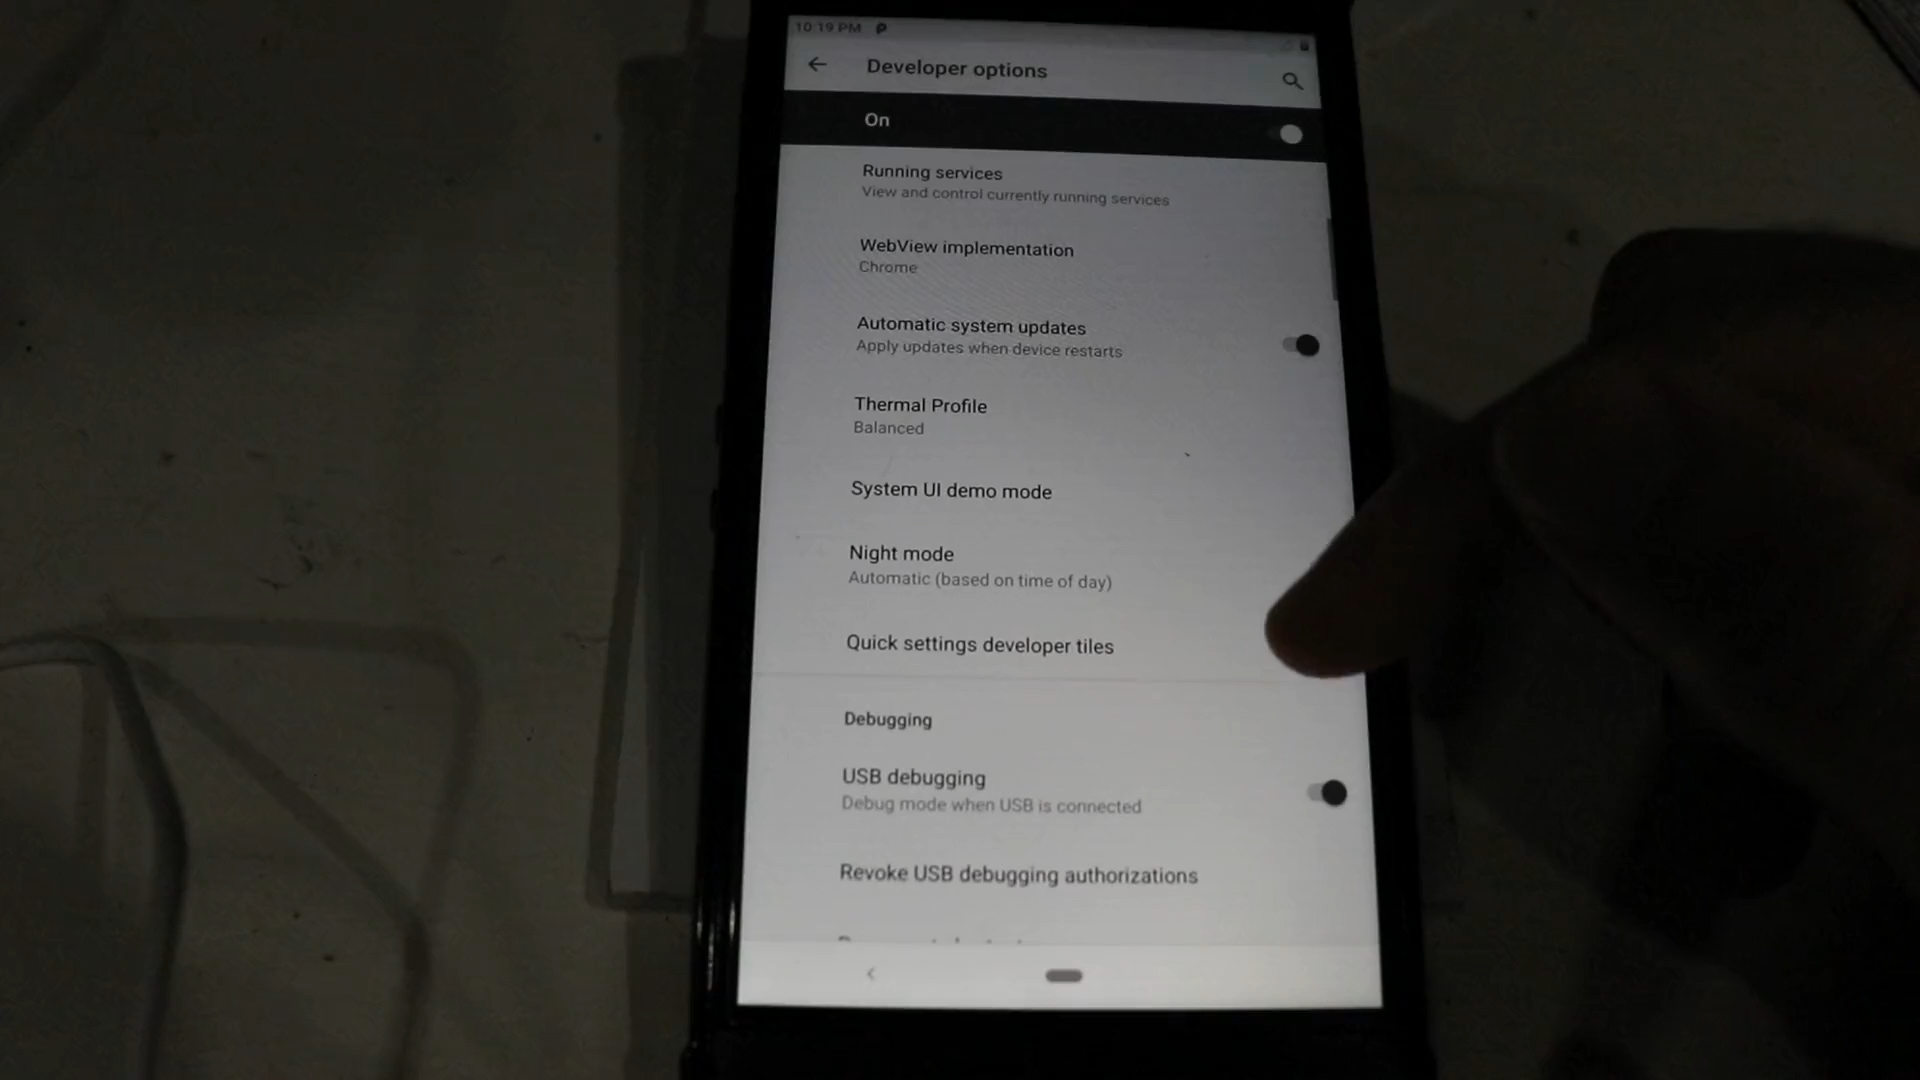 10:19 PM
Developer options
On
Running services
View and control currently running services
WebView implementation
Chrome
Automatic system updates
Apply updates when device restarts
Thermal Profile
Balanced
System UI demo mode
Night mode
Automatic (based on time of day)
Quick settings developer tiles
Debugging
USB debugging
Debug mode when USB is connected
Revoke USB debugging authorizations